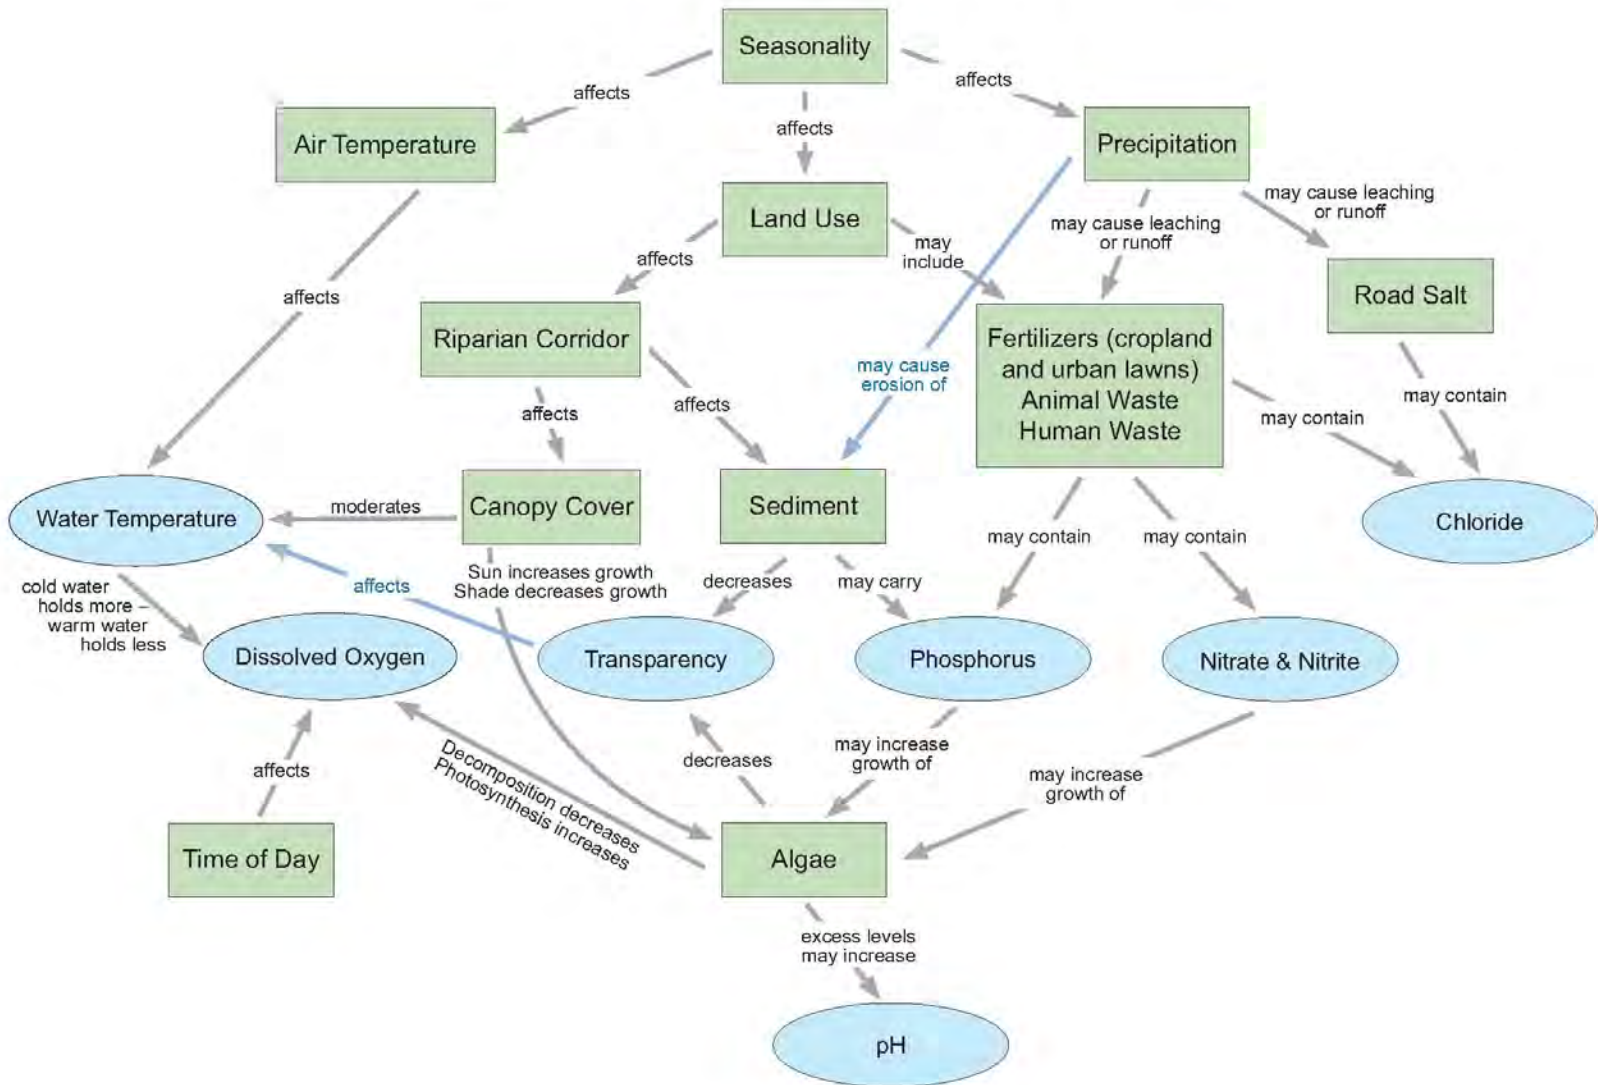 Seasonality
affects
affects
affects
Air Temperature
Precipitation
Land Use
may cause leaching
or runoff
may cause leaching
or runoff
affects
may
include
affects
Riparian Corridor
Fertilizers (cropland
and urban lawns)
Animal Waste
Human Waste
Road Salt
may cause
erosion of
affects
affects
may contain
may contain
Water Temperature
moderates
Canopy Cover
Sediment
Chloride
may contain
may contain
cold water
holds more –
warm water
holds less
affects
Sun increases growth
Shade decreases growth
decreases
may carry
Dissolved Oxygen
Transparency
Phosphorus
Nitrate & Nitrite
affects
Decomposition decreases
Photosynthesis increases
decreases
may increase
growth of
may increase
growth of
Time of Day
Algae
excess levels
may increase
pH